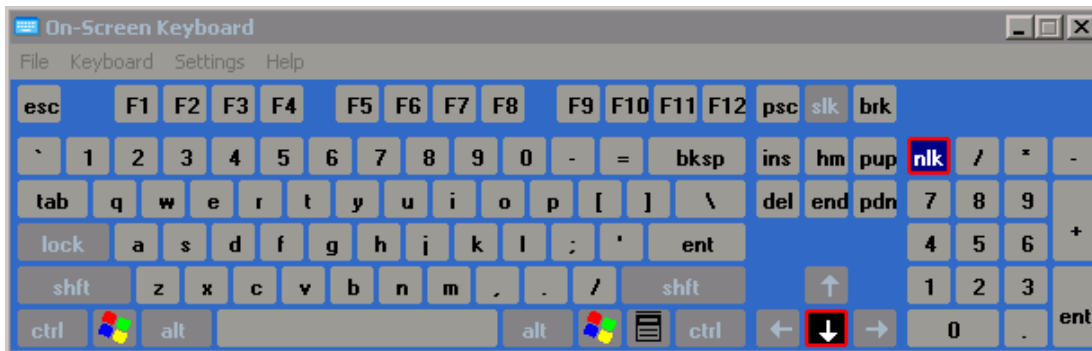 On-Screen Keyboard
File Keyboard Settings Help
esc F1 F2 F3 F4 F5 F6 F7 F8 F9 F10 F11 F12 psc slk brk
` 1 2 3 4 5 6 7 8 9 0 - = bksp ins hm pup nlk / * -
tab q w e r t y u i o p [ ] \ del end pdn 7 8 9 +
lock a s d f g h j k l ; ' ent 4 5 6
shft z x c v b n m , . / shft ↑ 1 2 3 ent
ctrl alt alt ctrl ← ↓ → 0 .